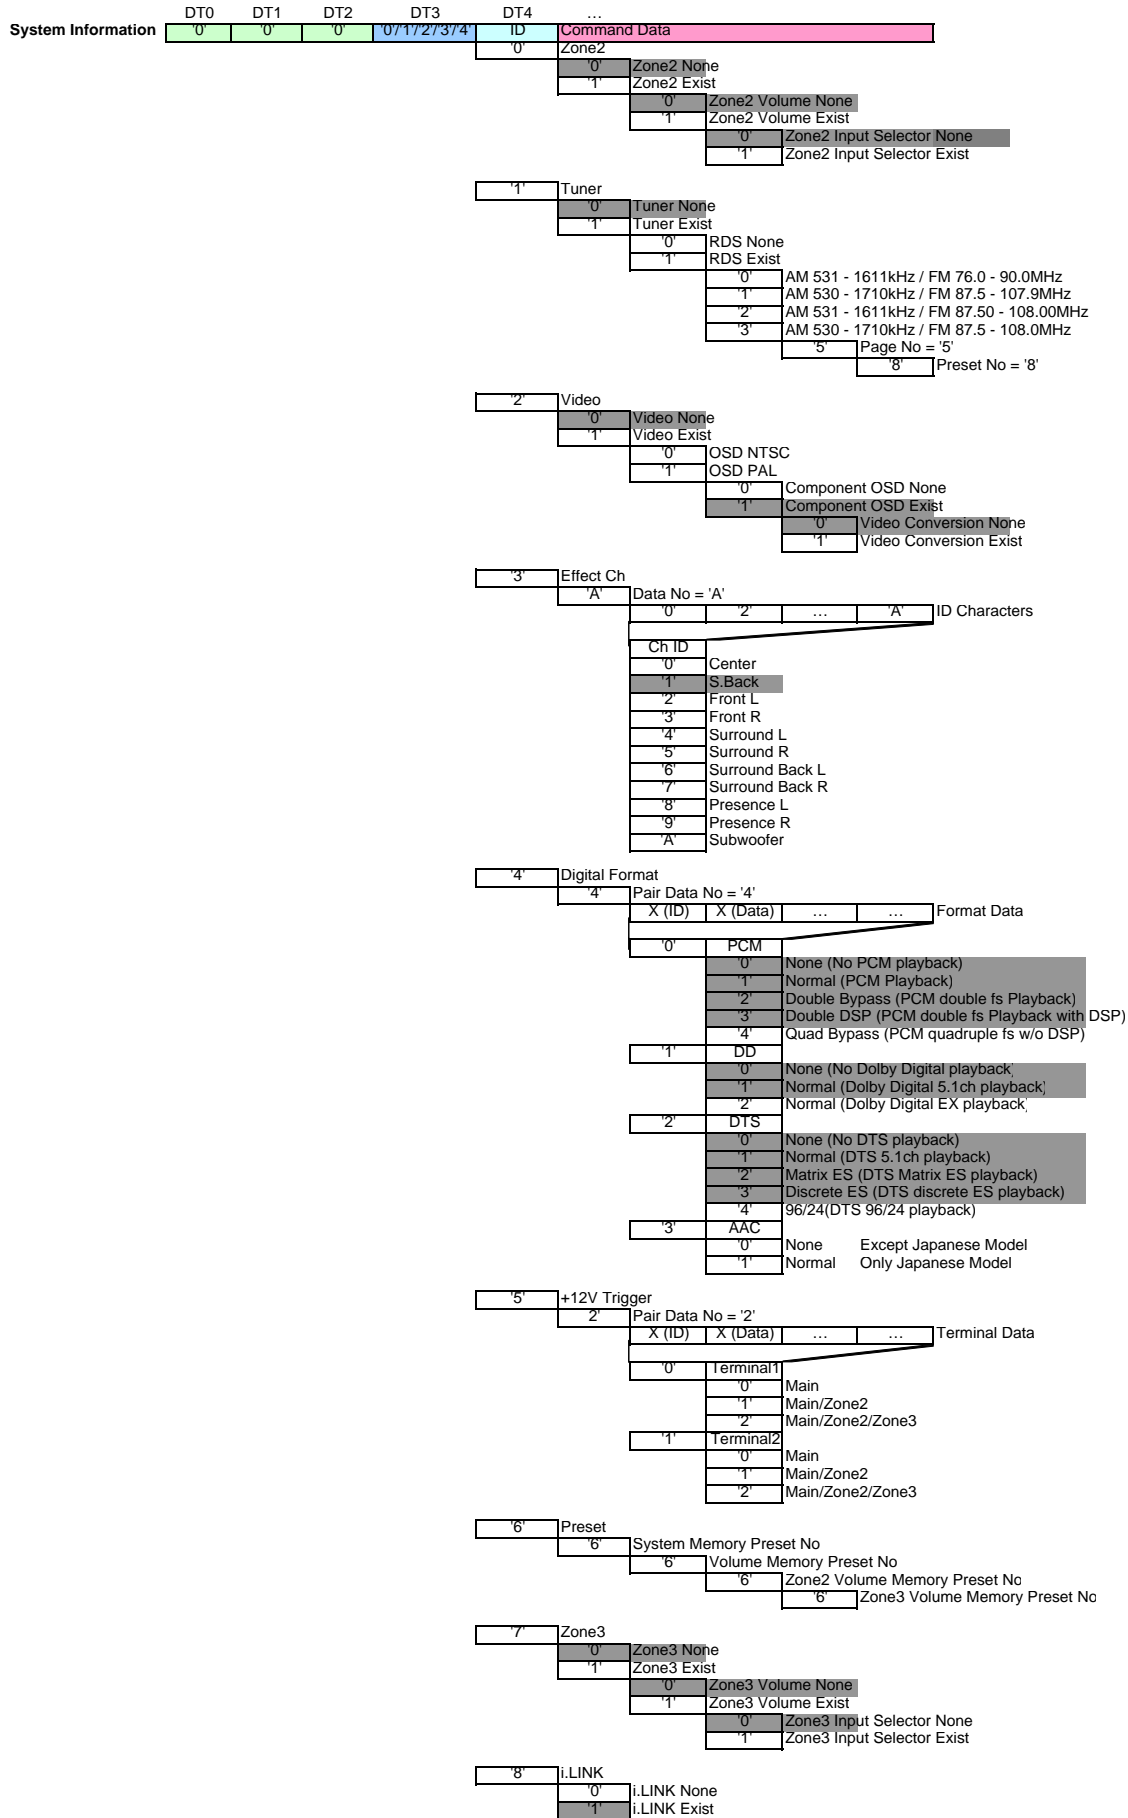 DT0 DT1 DT2 DT3 DT4 …
System Information '0' '0' '0' '0'/'1'/'2'/'3'/'4' ID Command Data
'0' Zone2
'0' Zone2 None
'1' Zone2 Exist
'0' Zone2 Volume None
'1' Zone2 Volume Exist
'0' Zone2 Input Selector None
'1' Zone2 Input Selector Exist
'1' Tuner
'0' Tuner None
'1' Tuner Exist
'0' RDS None
'1' RDS Exist
'0' AM 531 - 1611kHz / FM 76.0 - 90.0MHz
'1' AM 530 - 1710kHz / FM 87.5 - 107.9MHz
'2' AM 531 - 1611kHz / FM 87.50 - 108.00MHz
'3' AM 530 - 1710kHz / FM 87.5 - 108.0MHz
'5' Page No = '5'
'8' Preset No = '8'
'2' Video
'0' Video None
'1' Video Exist
'0' OSD NTSC
'1' OSD PAL
'0' Component OSD None
'1' Component OSD Exist
'0' Video Conversion None
'1' Video Conversion Exist
'3' Effect Ch
'A' Data No = 'A'
'0' '2' … 'A' ID Characters
Ch ID
'0' Center
'1' S.Back
'2' Front L
'3' Front R
'4' Surround L
'5' Surround R
'6' Surround Back L
'7' Surround Back R
'8' Presence L
'9' Presence R
'A' Subwoofer
'4' Digital Format
'4' Pair Data No = '4'
X (ID) X (Data) … … Format Data
'0' PCM
'0' None (No PCM playback)
'1' Normal (PCM Playback)
'2' Double Bypass (PCM double fs Playback)
'3' Double DSP (PCM double fs Playback with DSP)
'4' Quad Bypass (PCM quadruple fs w/o DSP)
'1' DD
'0' None (No Dolby Digital playback)
'1' Normal (Dolby Digital 5.1ch playback)
'2' Normal (Dolby Digital EX playback)
'2' DTS
'0' None (No DTS playback)
'1' Normal (DTS 5.1ch playback)
'2' Matrix ES (DTS Matrix ES playback)
'3' Discrete ES (DTS discrete ES playback)
'4' 96/24(DTS 96/24 playback)
'3' AAC
'0' None Except Japanese Model
'1' Normal Only Japanese Model
'5' +12V Trigger
2' Pair Data No = '2'
X (ID) X (Data) … … Terminal Data
'0' Terminal1
'0' Main
'1' Main/Zone2
'2' Main/Zone2/Zone3
'1' Terminal2
'0' Main
'1' Main/Zone2
'2' Main/Zone2/Zone3
'6' Preset
'6' System Memory Preset No
'6' Volume Memory Preset No
'6' Zone2 Volume Memory Preset No
'6' Zone3 Volume Memory Preset No
'7' Zone3
'0' Zone3 None
'1' Zone3 Exist
'0' Zone3 Volume None
'1' Zone3 Volume Exist
'0' Zone3 Input Selector None
'1' Zone3 Input Selector Exist
'8' i.LINK
'0' i.LINK None
'1' i.LINK Exist